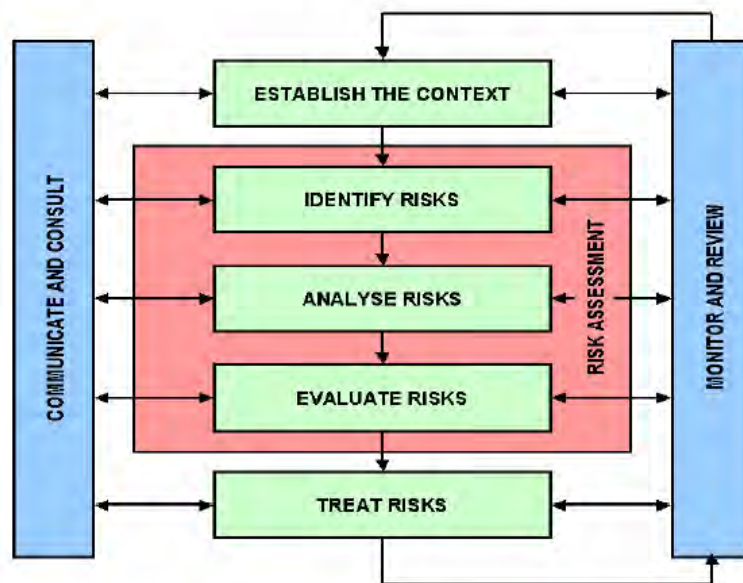 ESTABLISH THE CONTEXT
COMMUNICATE AND CONSULT
IDENTIFY RISKS
ANALYSE RISKS
EVALUATE RISKS
RISK ASSESSMENT
MONITOR AND REVIEW
TREAT RISKS